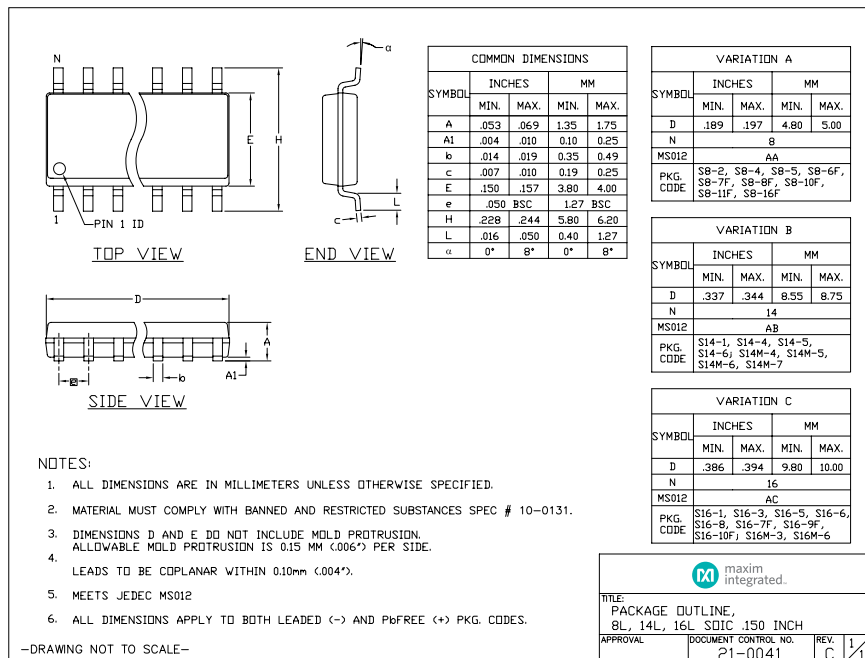 N
α
E
H
L
c
1
PIN 1 ID
TOP VIEW
END VIEW
D
A
A1
e
b
SIDE VIEW
COMMON DIMENSIONS
SYMBOL INCHES MM
MIN. MAX. MIN. MAX.
A .053 .069 1.35 1.75
A1 .004 .010 0.10 0.25
b .014 .019 0.35 0.49
c .007 .010 0.19 0.25
E .150 .157 3.80 4.00
e .050 BSC 1.27 BSC
H .228 .244 5.80 6.20
L .016 .050 0.40 1.27
α 0° 8° 0° 8°
VARIATION A
SYMBOL INCHES MM
MIN. MAX. MIN. MAX.
D .189 .197 4.80 5.00
N 8
MS012 AA
PKG. CODE S8-2, S8-4, S8-5, S8-6F,
S8-7F, S8-8F, S8-10F,
S8-11F, S8-16F
VARIATION B
SYMBOL INCHES MM
MIN. MAX. MIN. MAX.
D .337 .344 8.55 8.75
N 14
MS012 AB
PKG. CODE S14-1, S14-4, S14-5,
S14-6; S14M-4, S14M-5,
S14M-6, S14M-7
VARIATION C
SYMBOL INCHES MM
MIN. MAX. MIN. MAX.
D .386 .394 9.80 10.00
N 16
MS012 AC
PKG. CODE S16-1, S16-3, S16-5, S16-6,
S16-8, S16-7F, S16-9F,
S16-10F; S16M-3, S16M-6
NOTES:
1. ALL DIMENSIONS ARE IN MILLIMETERS UNLESS OTHERWISE SPECIFIED.
2. MATERIAL MUST COMPLY WITH BANNED AND RESTRICTED SUBSTANCES SPEC # 10-0131.
3. DIMENSIONS D AND E DO NOT INCLUDE MOLD PROTRUSION.
ALLOWABLE MOLD PROTRUSION IS 0.15 MM (.006") PER SIDE.
4. LEADS TO BE COPLANAR WITHIN 0.10mm (.004").
5. MEETS JEDEC MS012
6. ALL DIMENSIONS APPLY TO BOTH LEADED (-) AND PbFREE (+) PKG. CODES.
-DRAWING NOT TO SCALE-
maxim
integrated™
TITLE:
PACKAGE OUTLINE,
8L, 14L, 16L SOIC .150 INCH
APPROVAL DOCUMENT CONTROL NO. REV. 1/1
21-0041 C